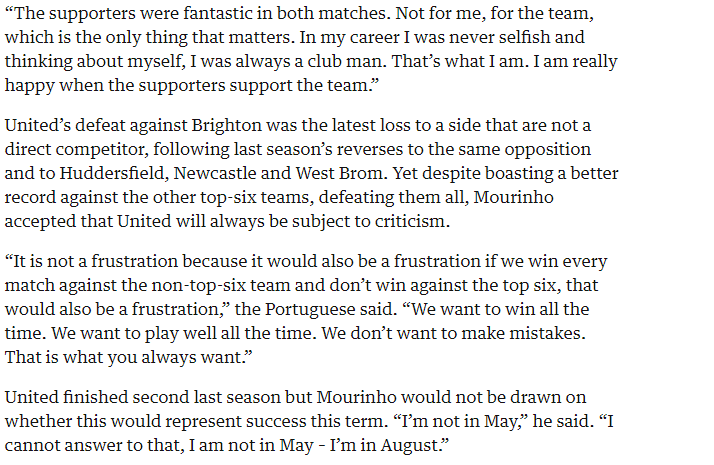 “The supporters were fantastic in both matches. Not for me, for the team,
which is the only thing that matters. In my career I was never selfish and
thinking about myself, I was always a club man. That’s what I am. I am really
happy when the supporters support the team.”
United’s defeat against Brighton was the latest loss to a side that are not a
direct competitor, following last season’s reverses to the same opposition
and to Huddersfield, Newcastle and West Brom. Yet despite boasting a better
record against the other top-six teams, defeating them all, Mourinho
accepted that United will always be subject to criticism.
“It is not a frustration because it would also be a frustration if we win every
match against the non-top-six team and don’t win against the top six, that
would also be a frustration,” the Portuguese said. “We want to win all the
time. We want to play well all the time. We don’t want to make mistakes.
That is what you always want.”
United finished second last season but Mourinho would not be drawn on
whether this would represent success this term. “I’m not in May,” he said. “I
cannot answer to that, I am not in May – I’m in August.”